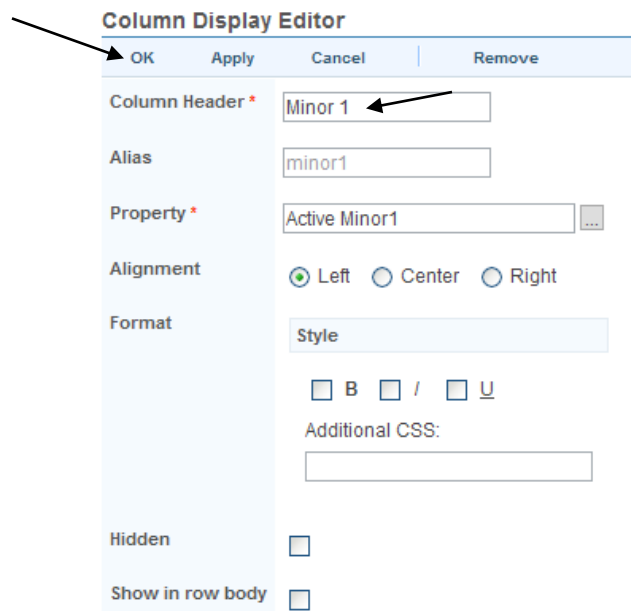 Column Display Editor
OK Apply Cancel Remove
Column Header * Minor 1
Alias minor1
Property * Active Minor1 ...
Alignment Left Center Right
Format Style
B I U
Additional CSS:
Hidden
Show in row body